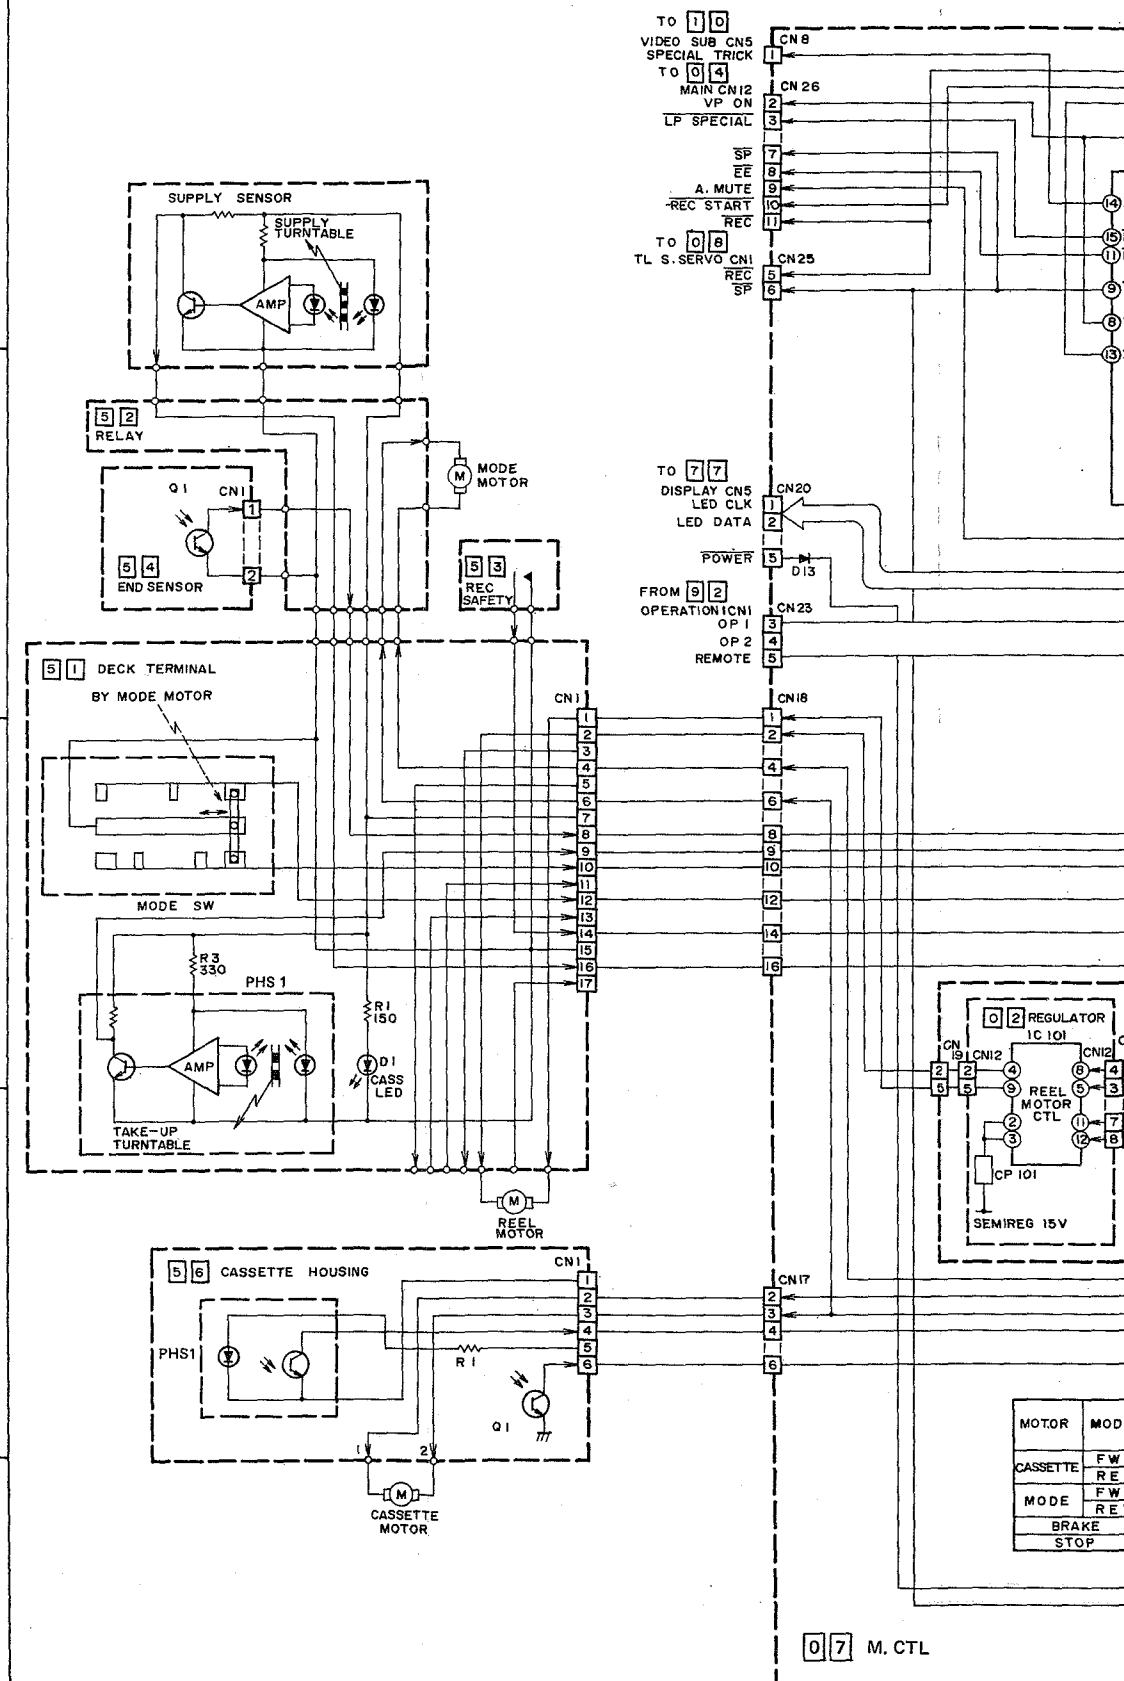 TO 1 0
VIDEO SUB CN5
SPECIAL TRICK
CN8
1
TO 0 4
MAIN CN12
CN26
VP ON
2
LP SPECIAL
3
SP
7
EE
8
A. MUTE
9
REC START
10
REC
11
TO 0 8
TL S.SERVO CN1
CN25
REC
5
SP
6
14
15
11
9
8
13
SUPPLY SENSOR
SUPPLY
TURNTABLE
AMP
5 2
RELAY
M
MODE
MOTOR
Q1
CN1
1
2
5 4
END SENSOR
5 3
REC
SAFETY
TO 7 7
DISPLAY CN5
CN20
LED CLK
1
LED DATA
2
POWER
5
D13
FROM 9 2
OPERATION CN1
CN23
OP 1
3
OP 2
4
REMOTE
5
5 1 DECK TERMINAL
BY MODE MOTOR
CN1
1
2
3
4
5
6
7
8
9
10
11
12
13
14
15
16
17
CN18
1
2
4
6
8
9
10
12
14
16
MODE SW
R3
330
PHS1
R1
150
AMP
D1
CASS
LED
TAKE-UP
TURNTABLE
M
REEL
MOTOR
0 2 REGULATOR
IC 101
CN
19
CN12
CN12
2
2
4
8
4
5
5
9
5
3
REEL
MOTOR
CTL
2
11
7
3
12
8
CP 101
SEMIREG 15V
5 6 CASSETTE HOUSING
CN1
1
2
3
4
5
6
CN17
2
3
4
6
PHS1
R1
Q1
1
2
M
CASSETTE
MOTOR
MOTOR
MOD
CASSETTE
FW
RE
MODE
FW
RE
BRAKE
STOP
0 7 M. CTL